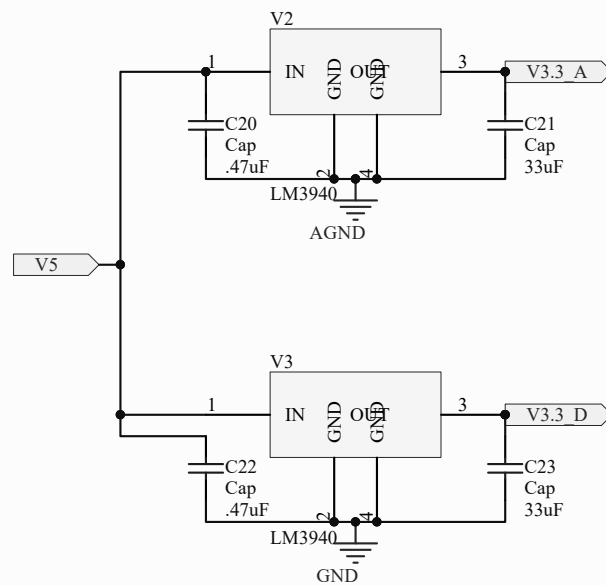 V2
1
IN
GND
OUT
GND
3
V3.3_A
C20
Cap
.47uF
C21
Cap
33uF
2
4
LM3940
AGND
V5
V3
1
IN
GND
OUT
GND
3
V3.3_D
C22
Cap
.47uF
C23
Cap
33uF
2
4
LM3940
GND